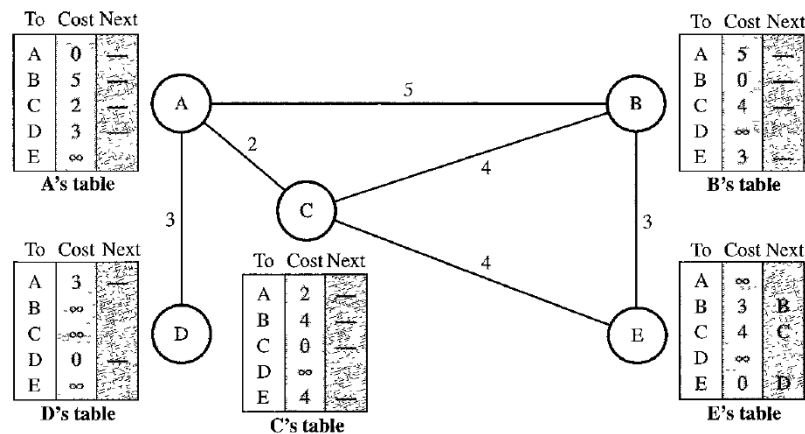 To Cost Next
A 0 —
B 5 —
C 2 —
D 3 —
E ∞
A's table
To Cost Next
A 5 —
B 0 —
C 4 —
D ∞
E 3 —
B's table
A
5
B
2
4
C
3
3
4
D
E
To Cost Next
A 3 —
B ∞
C ∞
D 0 —
E ∞
D's table
To Cost Next
A 2 —
B 4 —
C 0 —
D ∞
E 4 —
C's table
To Cost Next
A ∞
B 3 B
C 4 C
D ∞
E 0 D
E's table